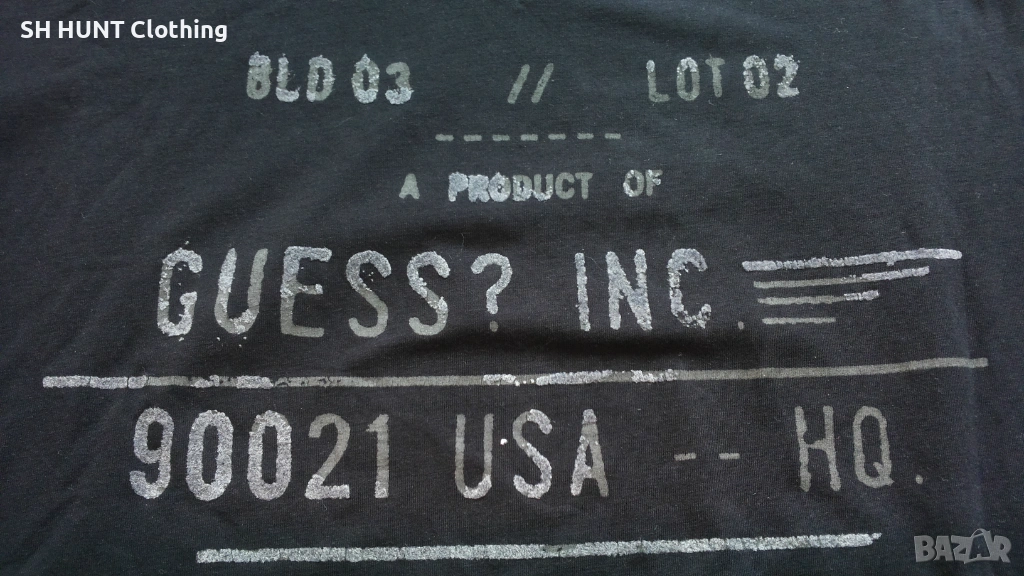 SH HUNT Clothing
BLD 03 // LOT 02
-------
A PRODUCT OF
GUESS? INC.
90021 USA -- HQ.
BAZAR